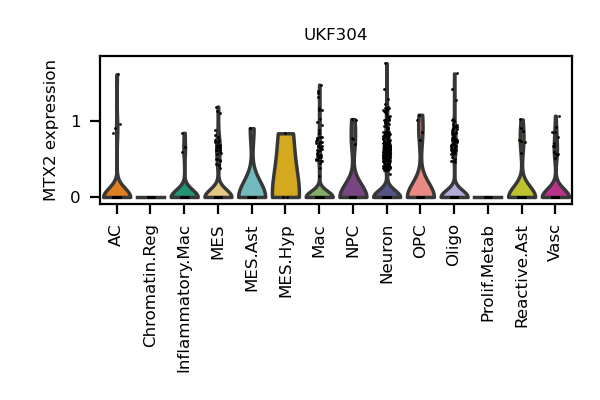 UKF304
MTX2 expression
1
0
AC
Chromatin.Reg
Inflammatory.Mac
MES
MES.Ast
MES.Hyp
Mac
NPC
Neuron
OPC
Oligo
Prolif.Metab
Reactive.Ast
Vasc